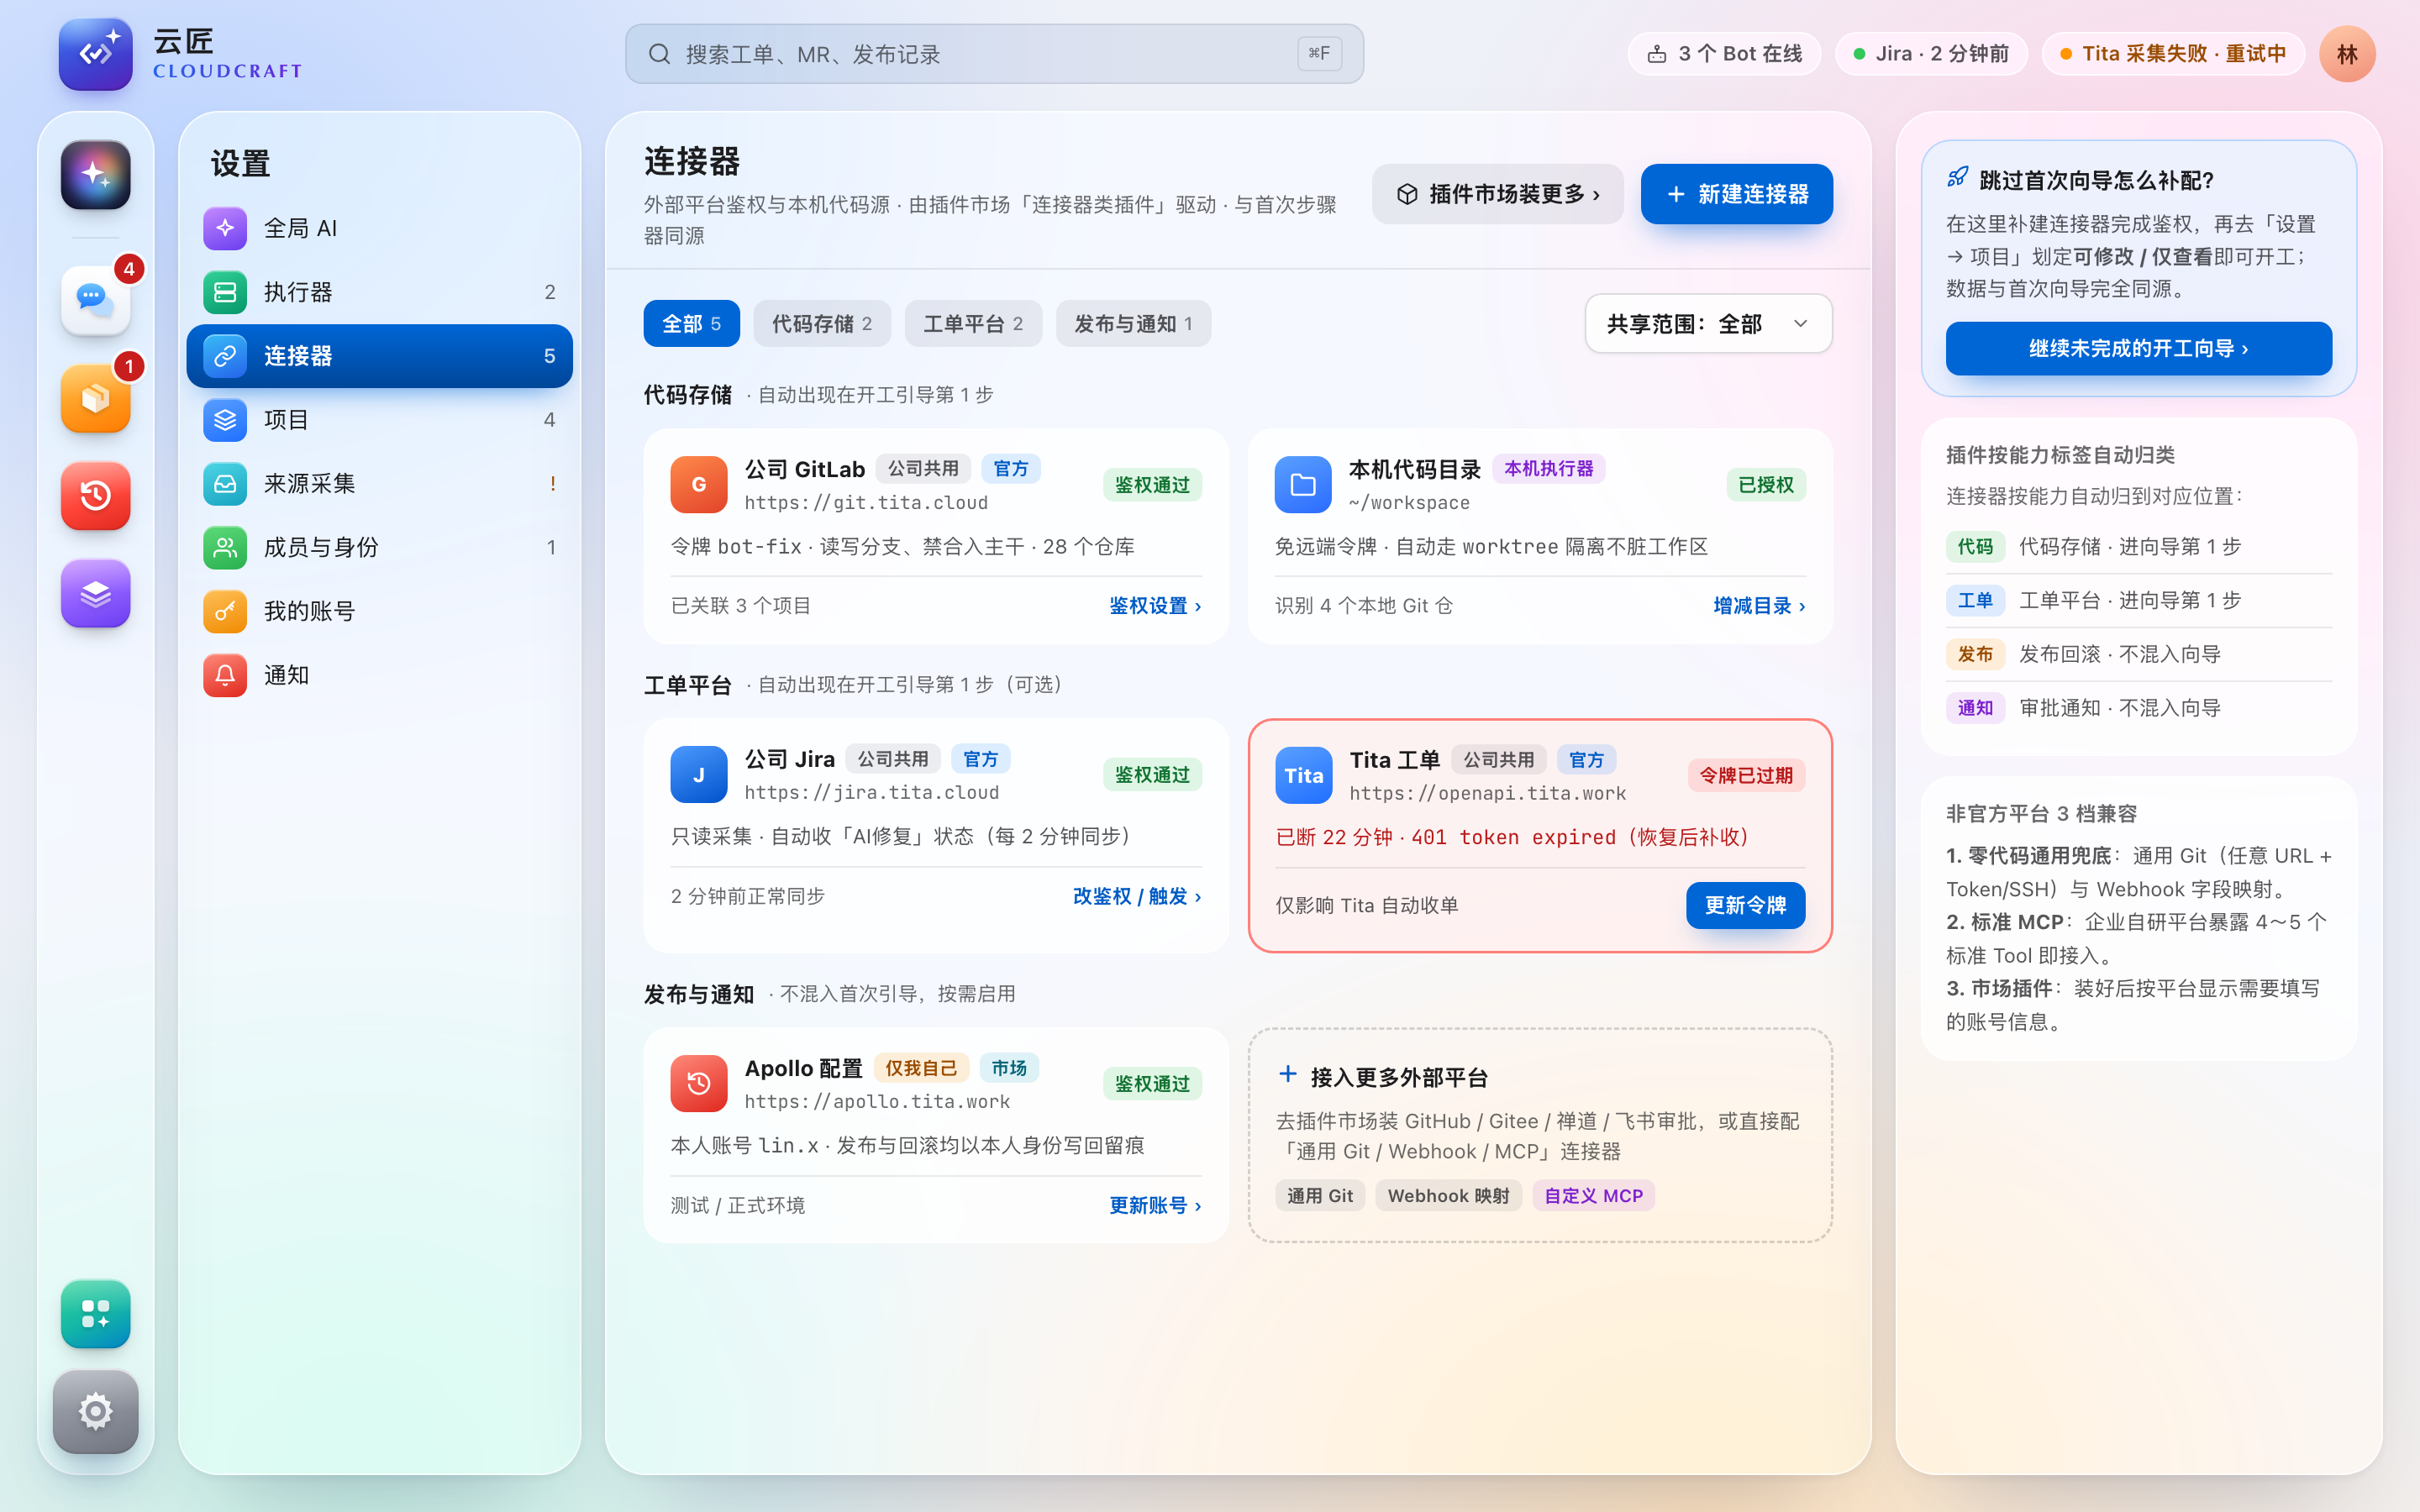 云匠
CLOUDCRAFT
搜索工单、MR、发布记录
⌘F
3 个 Bot 在线
Jira · 2 分钟前
Tita 采集失败 · 重试中
林
4
1
设置
全局 AI
执行器 2
连接器 5
项目 4
来源采集 !
成员与身份 1
我的账号
通知
连接器
外部平台鉴权与本机代码源 · 由插件市场「连接器类插件」驱动 · 与首次步骤
器同源
插件市场装更多 ›
+ 新建连接器
全部 5
代码存储 2
工单平台 2
发布与通知 1
共享范围：全部
代码存储 · 自动出现在开工引导第 1 步
G
公司 GitLab 公司共用 官方
https://git.tita.cloud
鉴权通过
令牌 bot-fix · 读写分支、禁合入主干 · 28 个仓库
已关联 3 个项目
鉴权设置 ›
本机代码目录 本机执行器
~/workspace
已授权
免远端令牌 · 自动走 worktree 隔离不脏工作区
识别 4 个本地 Git 仓
增减目录 ›
工单平台 · 自动出现在开工引导第 1 步（可选）
J
公司 Jira 公司共用 官方
https://jira.tita.cloud
鉴权通过
只读采集 · 自动收「AI修复」状态（每 2 分钟同步）
2 分钟前正常同步
改鉴权 / 触发 ›
Tita
Tita 工单 公司共用 官方
https://openapi.tita.work
令牌已过期
已断 22 分钟 · 401 token expired（恢复后补收）
仅影响 Tita 自动收单
更新令牌
发布与通知 · 不混入首次引导，按需启用
Apollo 配置 仅我自己 市场
https://apollo.tita.work
鉴权通过
本人账号 lin.x · 发布与回滚均以本人身份写回留痕
测试 / 正式环境
更新账号 ›
+ 接入更多外部平台
去插件市场装 GitHub / Gitee / 禅道 / 飞书审批，或直接配
「通用 Git / Webhook / MCP」连接器
通用 Git
Webhook 映射
自定义 MCP
跳过首次向导怎么补配?
在这里补建连接器完成鉴权，再去「设置
→ 项目」划定可修改 / 仅查看即可开工；
数据与首次向导完全同源。
继续未完成的开工向导 ›
插件按能力标签自动归类
连接器按能力自动归到对应位置：
代码 代码存储 · 进向导第 1 步
工单 工单平台 · 进向导第 1 步
发布 发布回滚 · 不混入向导
通知 审批通知 · 不混入向导
非官方平台 3 档兼容
1. 零代码通用兜底：通用 Git（任意 URL +
Token/SSH）与 Webhook 字段映射。
2. 标准 MCP：企业自研平台暴露 4～5 个
标准 Tool 即接入。
3. 市场插件：装好后按平台显示需要填写
的账号信息。